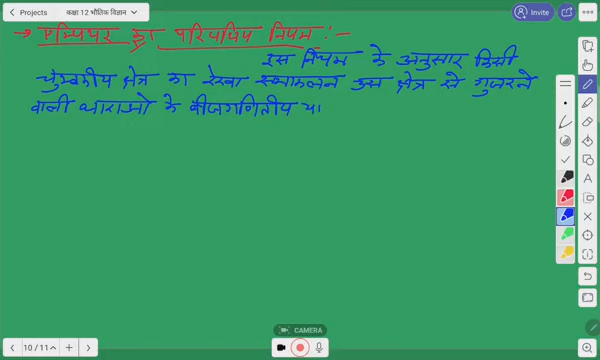 Projects कक्षा 12 भौतिक विज्ञान Invite
→ एम्पियर का परिपथिय नियम :-
इस नियम के अनुसार किसी
चुम्बकीय क्षेत्र का रेखा समाकलन उस क्षेत्र से गुजरने
वाली धाराओ के बीजगणितीय या
CAMERA
10 / 11